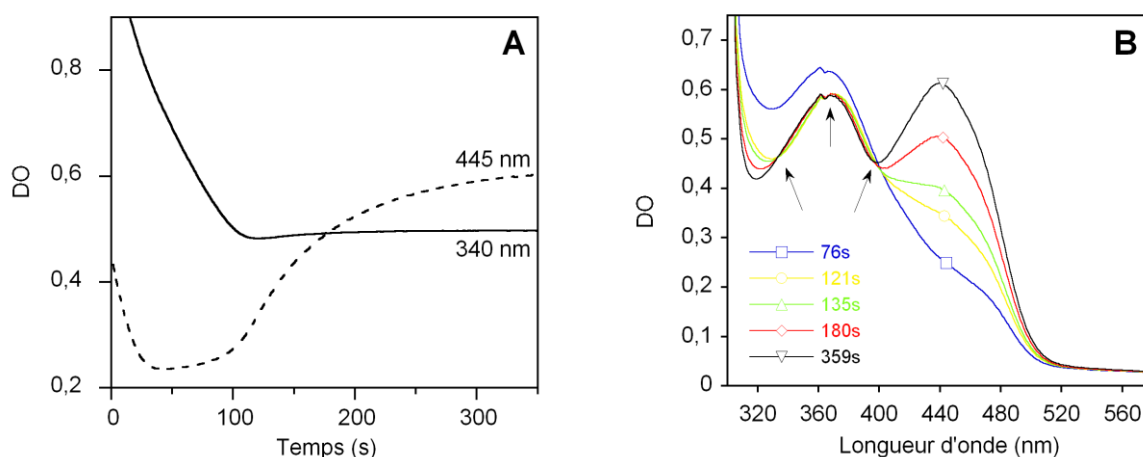 A
DO
0,8
0,6
0,4
0,2
445 nm
340 nm
0
100
200
300
Temps (s)
B
DO
0,7
0,6
0,5
0,4
0,3
0,2
0,1
0
76s
121s
135s
180s
359s
320
360
400
440
480
520
560
Longueur d'onde (nm)